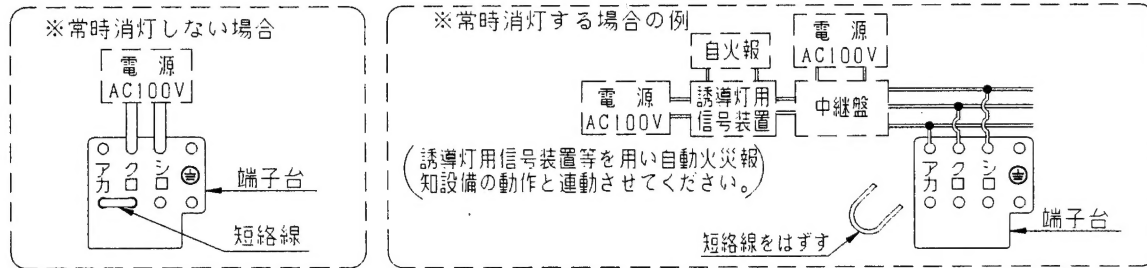 ※常時消灯しない場合
電源
AC100V
アカ
クロ
シロ
端子台
短絡線
※常時消灯する場合の例
電源
AC100V
自火報
電源
AC100V
誘導灯用
信号装置
中継盤
(誘導灯用信号装置等を用い自動火災報
知設備の動作と連動させてください。)
アカ
クロ
シロ
端子台
短絡線をはずす